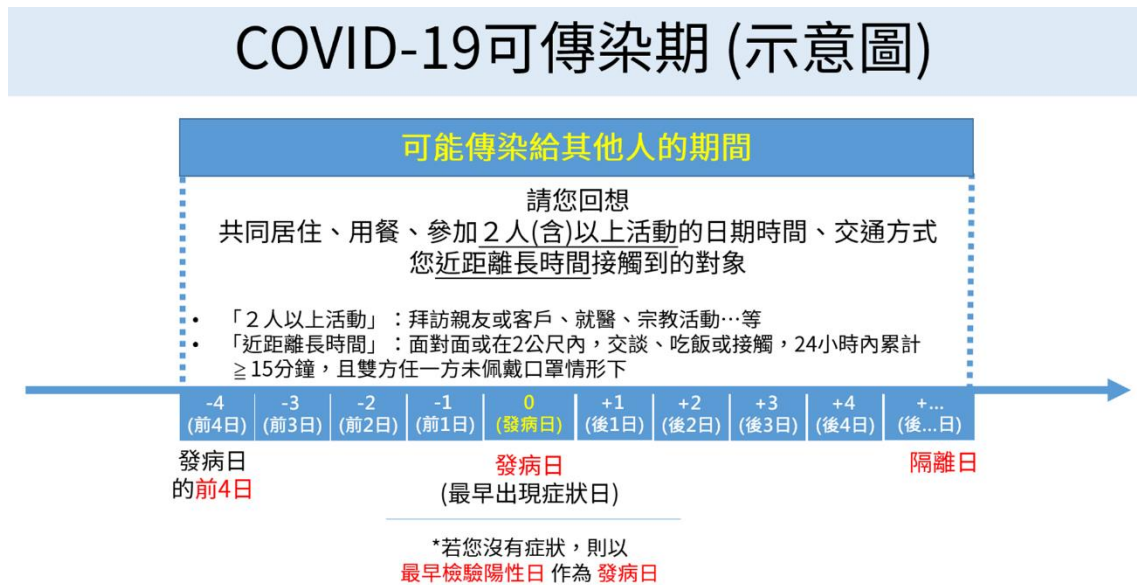 COVID-19可傳染期 (示意圖)
可能傳染給其他人的期間
請您回想
共同居住、用餐、參加２人(含)以上活動的日期時間、交通方式
您近距離長時間接觸到的對象
• 「２人以上活動」：拜訪親友或客戶、就醫、宗教活動…等
• 「近距離長時間」：面對面或在2公尺內，交談、吃飯或接觸，24小時內累計
≧15分鐘，且雙方任一方未佩戴口罩情形下
-4 -3 -2 -1 0 +1 +2 +3 +4 +...
(前4日) (前3日) (前2日) (前1日) (發病日) (後1日) (後2日) (後3日) (後4日) (後...日)
發病日 發病日 隔離日
的前4日 (最早出現症狀日)
*若您沒有症狀，則以
最早檢驗陽性日 作為 發病日